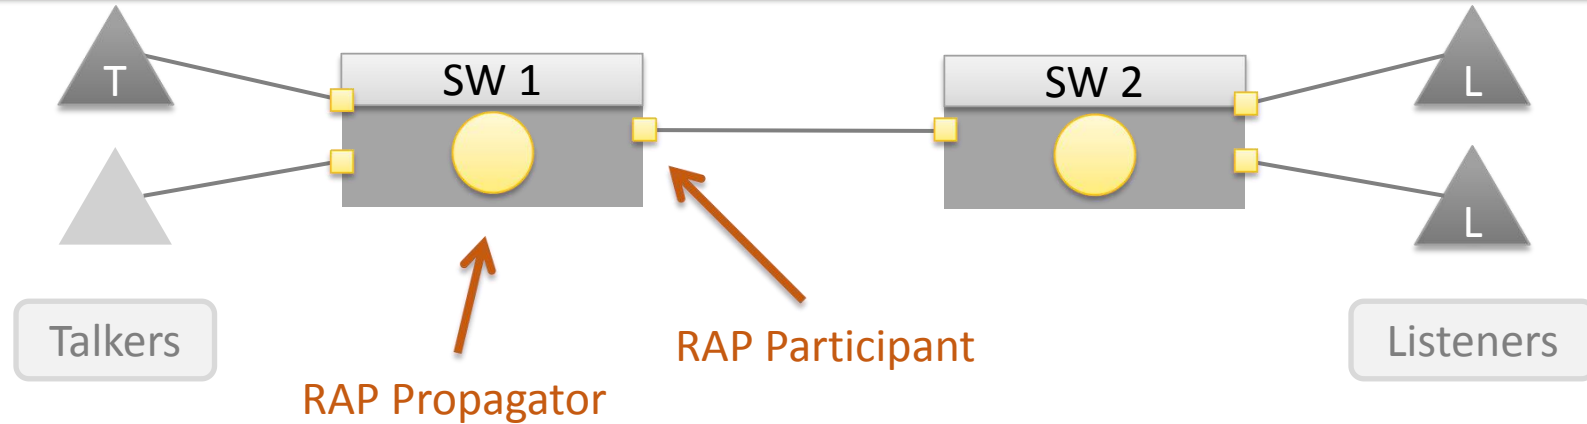 T
SW 1
SW 2
L
L
Talkers
RAP Propagator
RAP Participant
Listeners